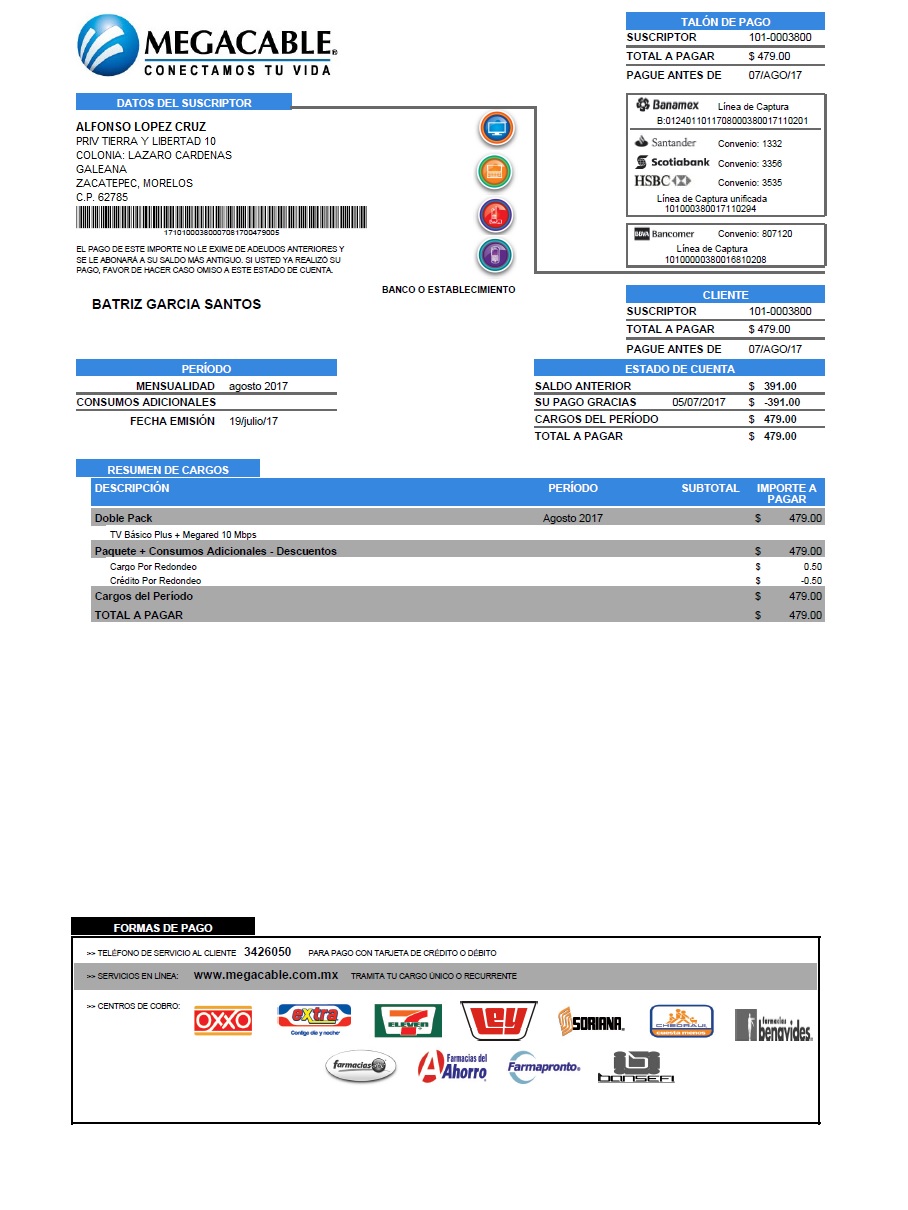 MEGACABLE®
CONECTAMOS TU VIDA
TALÓN DE PAGO
SUSCRIPTOR 101-0003800
TOTAL A PAGAR $ 479.00
PAGUE ANTES DE 07/AGO/17
DATOS DEL SUSCRIPTOR
ALFONSO LOPEZ CRUZ
PRIV TIERRA Y LIBERTAD 10
COLONIA: LAZARO CARDENAS
GALEANA
ZACATEPEC, MORELOS
C.P. 62785
17101000380007081700479005
EL PAGO DE ESTE IMPORTE NO LE EXIME DE ADEUDOS ANTERIORES Y
SE LE ABONARÁ A SU SALDO MÁS ANTIGUO. SI USTED YA REALIZÓ SU
PAGO, FAVOR DE HACER CASO OMISO A ESTE ESTADO DE CUENTA.
Banamex Línea de Captura
B:0124011011708000380017110201
Santander Convenio: 1332
Scotiabank Convenio: 3356
HSBC Convenio: 3535
Línea de Captura unificada
101000380017110294
BBVA Bancomer Convenio: 807120
Línea de Captura
10100000380016810208
BANCO O ESTABLECIMIENTO
BATRIZ GARCIA SANTOS
CLIENTE
SUSCRIPTOR 101-0003800
TOTAL A PAGAR $ 479.00
PAGUE ANTES DE 07/AGO/17
PERÍODO
MENSUALIDAD agosto 2017
CONSUMOS ADICIONALES
FECHA EMISIÓN 19/julio/17
ESTADO DE CUENTA
SALDO ANTERIOR $ 391.00
SU PAGO GRACIAS 05/07/2017 $ -391.00
CARGOS DEL PERÍODO $ 479.00
TOTAL A PAGAR $ 479.00
RESUMEN DE CARGOS
DESCRIPCIÓN PERÍODO SUBTOTAL IMPORTE A
PAGAR
Doble Pack Agosto 2017 $ 479.00
TV Básico Plus + Megared 10 Mbps
Paquete + Consumos Adicionales - Descuentos $ 479.00
Cargo Por Redondeo $ 0.50
Crédito Por Redondeo $ -0.50
Cargos del Período $ 479.00
TOTAL A PAGAR $ 479.00
FORMAS DE PAGO
>> TELÉFONO DE SERVICIO AL CLIENTE 3426050 PARA PAGO CON TARJETA DE CRÉDITO O DÉBITO
>> SERVICIOS EN LÍNEA: www.megacable.com.mx TRAMITA TU CARGO ÚNICO O RECURRENTE
>> CENTROS DE COBRO:
OXXO
extra
Contigo día y noche
7 ELEVEN
Ley
SORIANA
CHEDRAUI
cuesta menos
farmacias
benavides
farmacias
Farmacias del
Ahorro
Farmapronto
bansefi